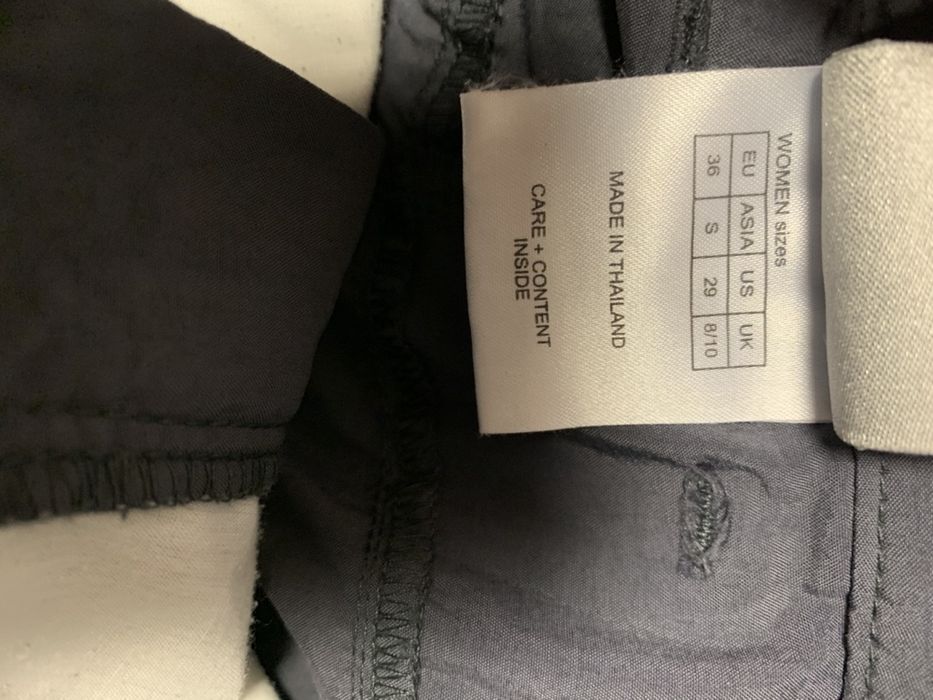 WOMEN sizes
EU ASIA US UK
36 S 29 8/10
MADE IN THAILAND
CARE + CONTENT
INSIDE